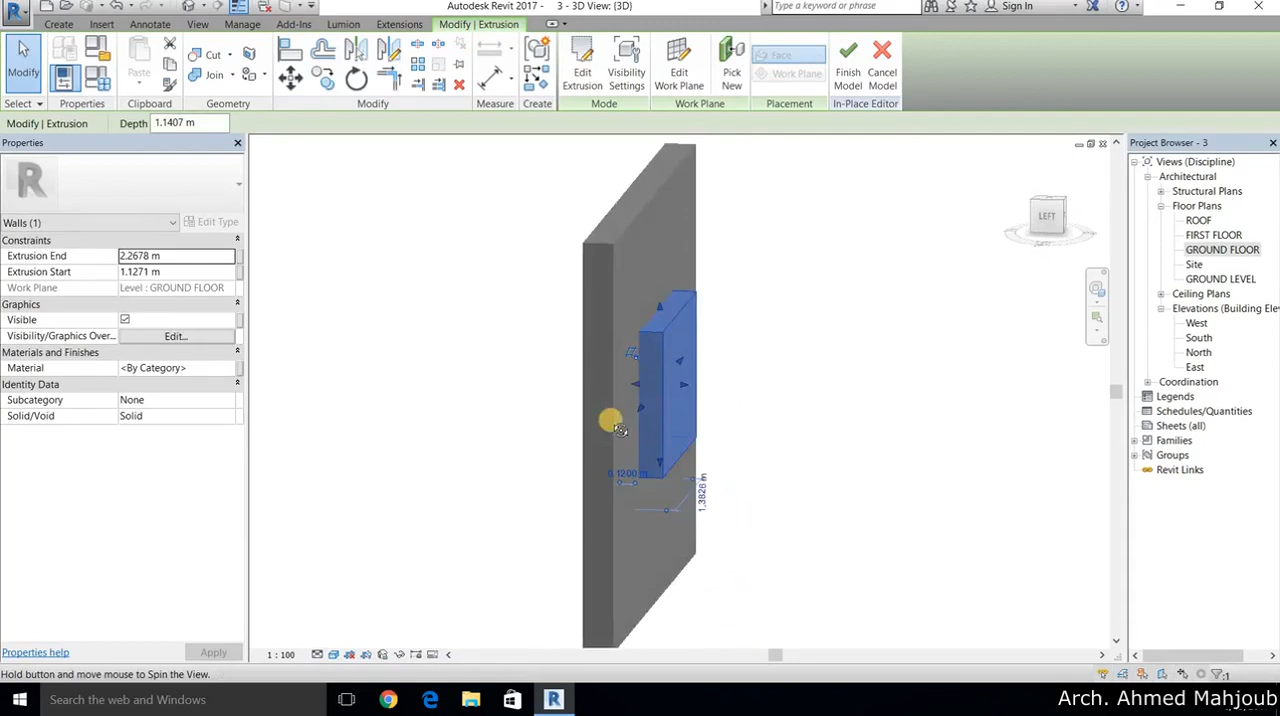 Autodesk Revit 2017 - 3 - 3D View: {3D}
Type a keyword or phrase
Sign In
Create
Insert
Annotate
View
Manage
Add-Ins
Lumion
Extensions
Modify | Extrusion
Modify
Paste
Cut
Join
Edit Extrusion
Visibility Settings
Edit Work Plane
Pick New
Face
Work Plane
Finish Model
Cancel Model
Select
Properties
Clipboard
Geometry
Modify
Measure
Create
Mode
Work Plane
Placement
In-Place Editor
Modify | Extrusion
Depth 1.1407 m
Properties
Walls (1)
Edit Type
Constraints
Extrusion End 2.2678 m
Extrusion Start 1.1271 m
Work Plane Level : GROUND FLOOR
Graphics
Visible
Visibility/Graphics Over... Edit...
Materials and Finishes
Material <By Category>
Identity Data
Subcategory None
Solid/Void Solid
Properties help
Apply
LEFT
0.1200 m
1.3826 m
Project Browser - 3
Views (Discipline)
Architectural
Structural Plans
Floor Plans
ROOF
FIRST FLOOR
GROUND FLOOR
Site
GROUND LEVEL
Ceiling Plans
Elevations (Building Ele
West
South
North
East
Coordination
Legends
Schedules/Quantities
Sheets (all)
Families
Groups
Revit Links
1 : 100
Hold button and move mouse to Spin the View.
:1
Search the web and Windows
Arch. Ahmed Mahjoub